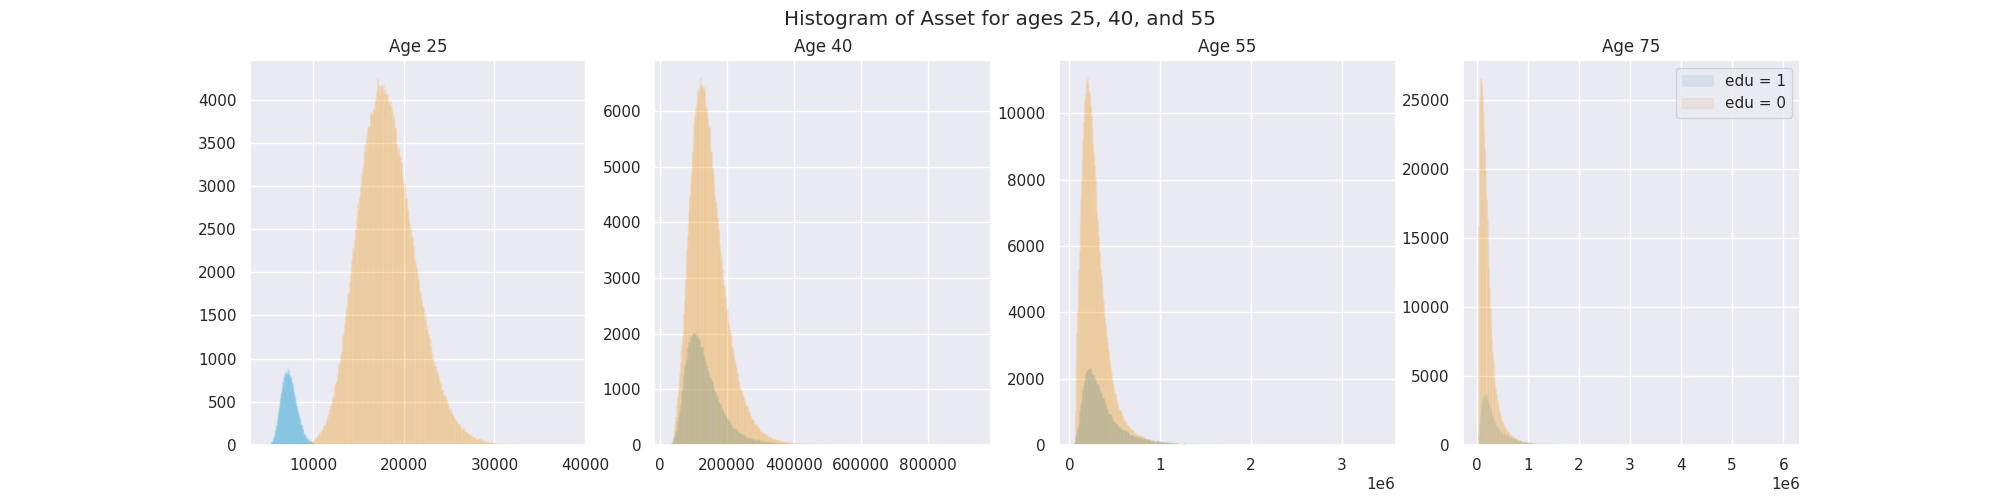 Histogram of Asset for ages 25, 40, and 55
Age 25
4000
3500
3000
2500
2000
1500
1000
500
0
10000 20000 30000 40000
Age 40
6000
5000
4000
3000
2000
1000
0
0 200000 400000 600000 800000
Age 55
10000
8000
6000
4000
2000
0
0 1 2 3
1e6
Age 75
edu = 1
edu = 0
25000
20000
15000
10000
5000
0
0 1 2 3 4 5 6
1e6